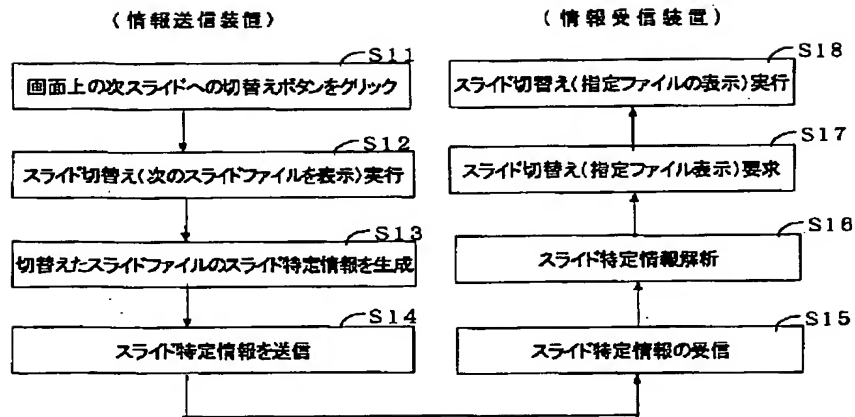 (情報送信装置)
S11
画面上の次スライドへの切替えボタンをクリック
S12
スライド切替え(次のスライドファイルを表示)実行
S13
切替えたスライドファイルのスライド特定情報を生成
S14
スライド特定情報を送信
(情報受信装置)
S18
スライド切替え(指定ファイルの表示)実行
S17
スライド切替え(指定ファイル表示)要求
S16
スライド特定情報解析
S15
スライド特定情報の受信